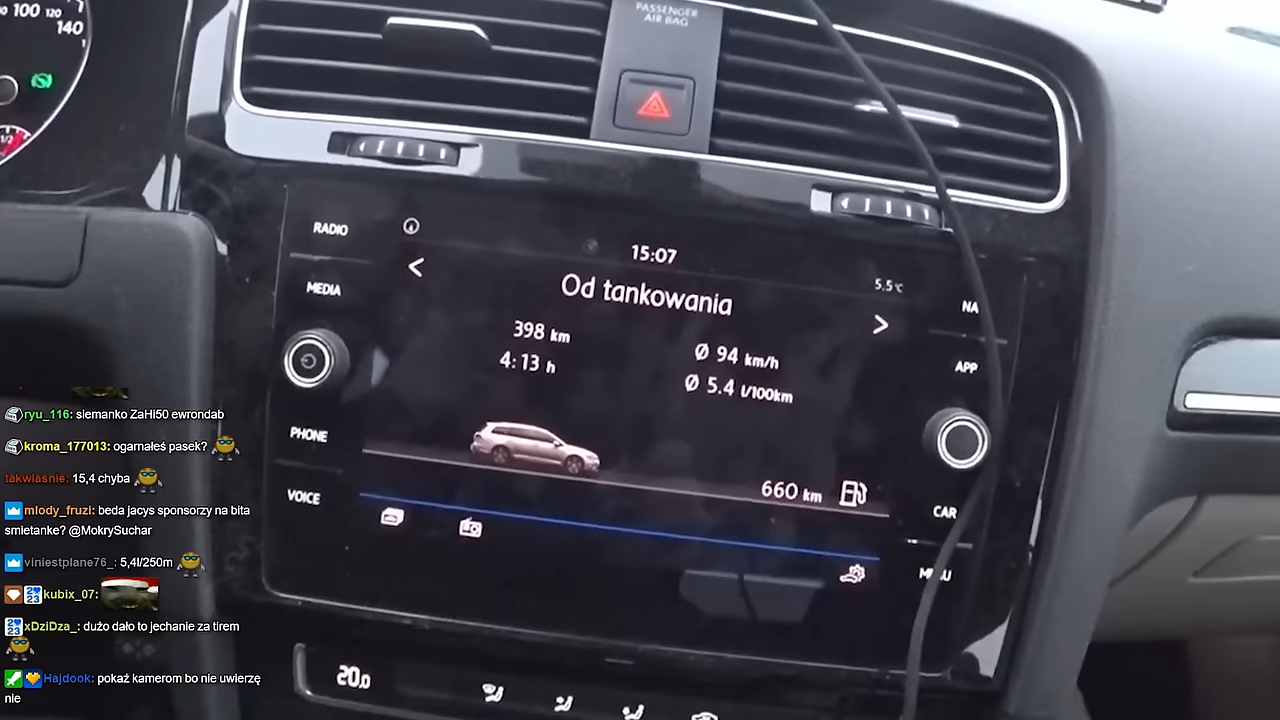 100 120
140
1/2
PASSENGER
AIR BAG
RADIO
MEDIA
PHONE
VOICE
15:07
5.5°C
<
Od tankowania
>
398 km
4:13 h
Ø 94 km/h
Ø 5.4 l/100km
660 km
NA
APP
CAR
20.0
ryu_116: siemanko ZaHi50 ewrondab
kroma_177013: ogarnałeś pasek?
takwlasnie: 15,4 chyba
mlody_fruzi: beda jacys sponsorzy na bita
smietanke? @MokrySuchar
viniestplane76_: 5,4l/250m
kubix_07:
xDziDza_: dużo dało to jechanie za tirem
Hajdook: pokaż kamerom bo nie uwierzę
nie